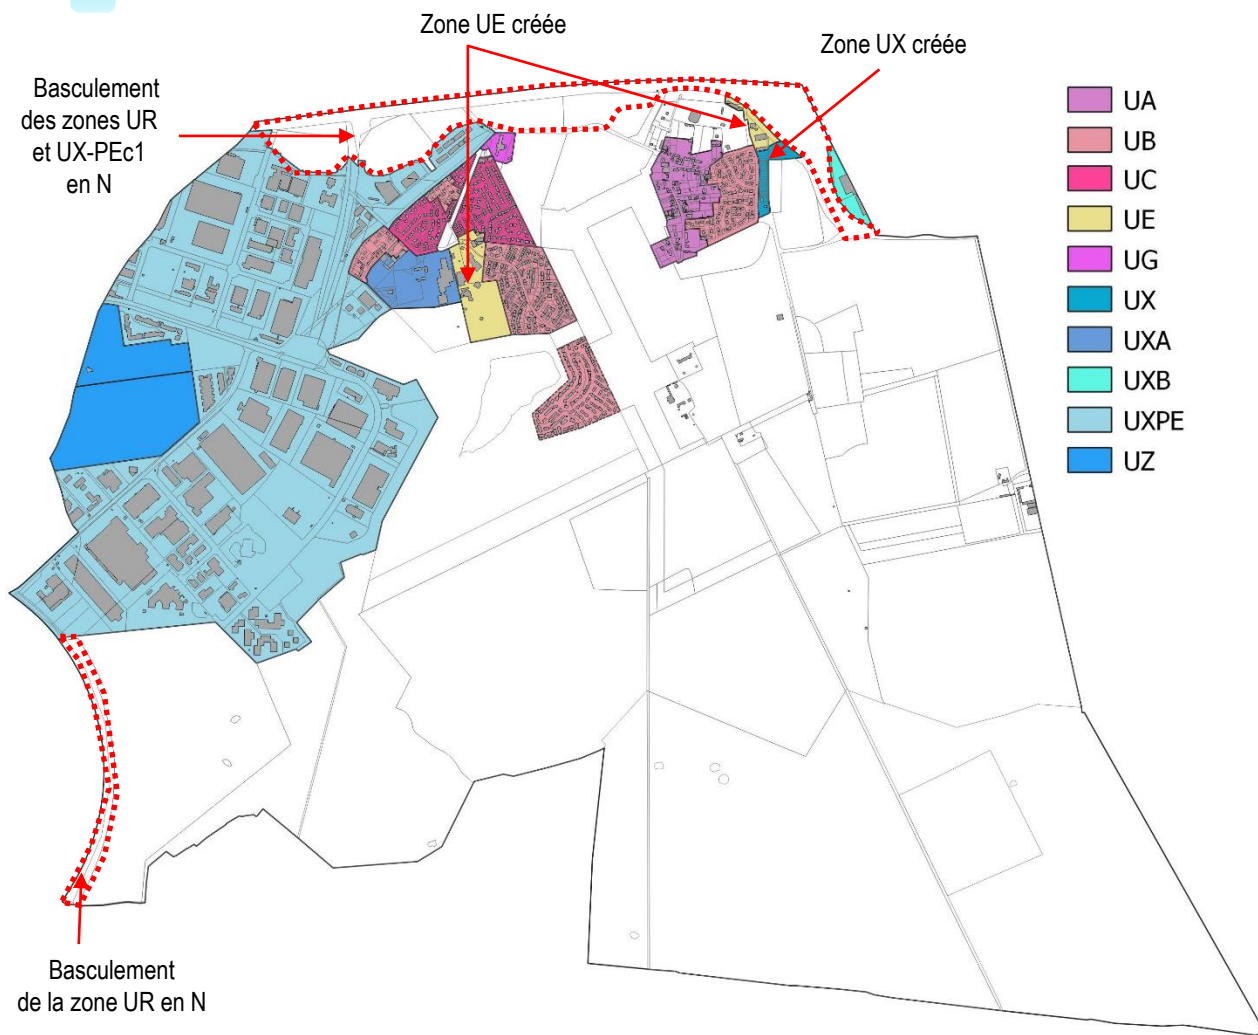 Zone UE créée
Zone UX créée
Basculement
des zones UR
et UX-PEc1
en N
UA
UB
UC
UE
UG
UX
UXA
UXB
UXPE
UZ
Basculement
de la zone UR en N